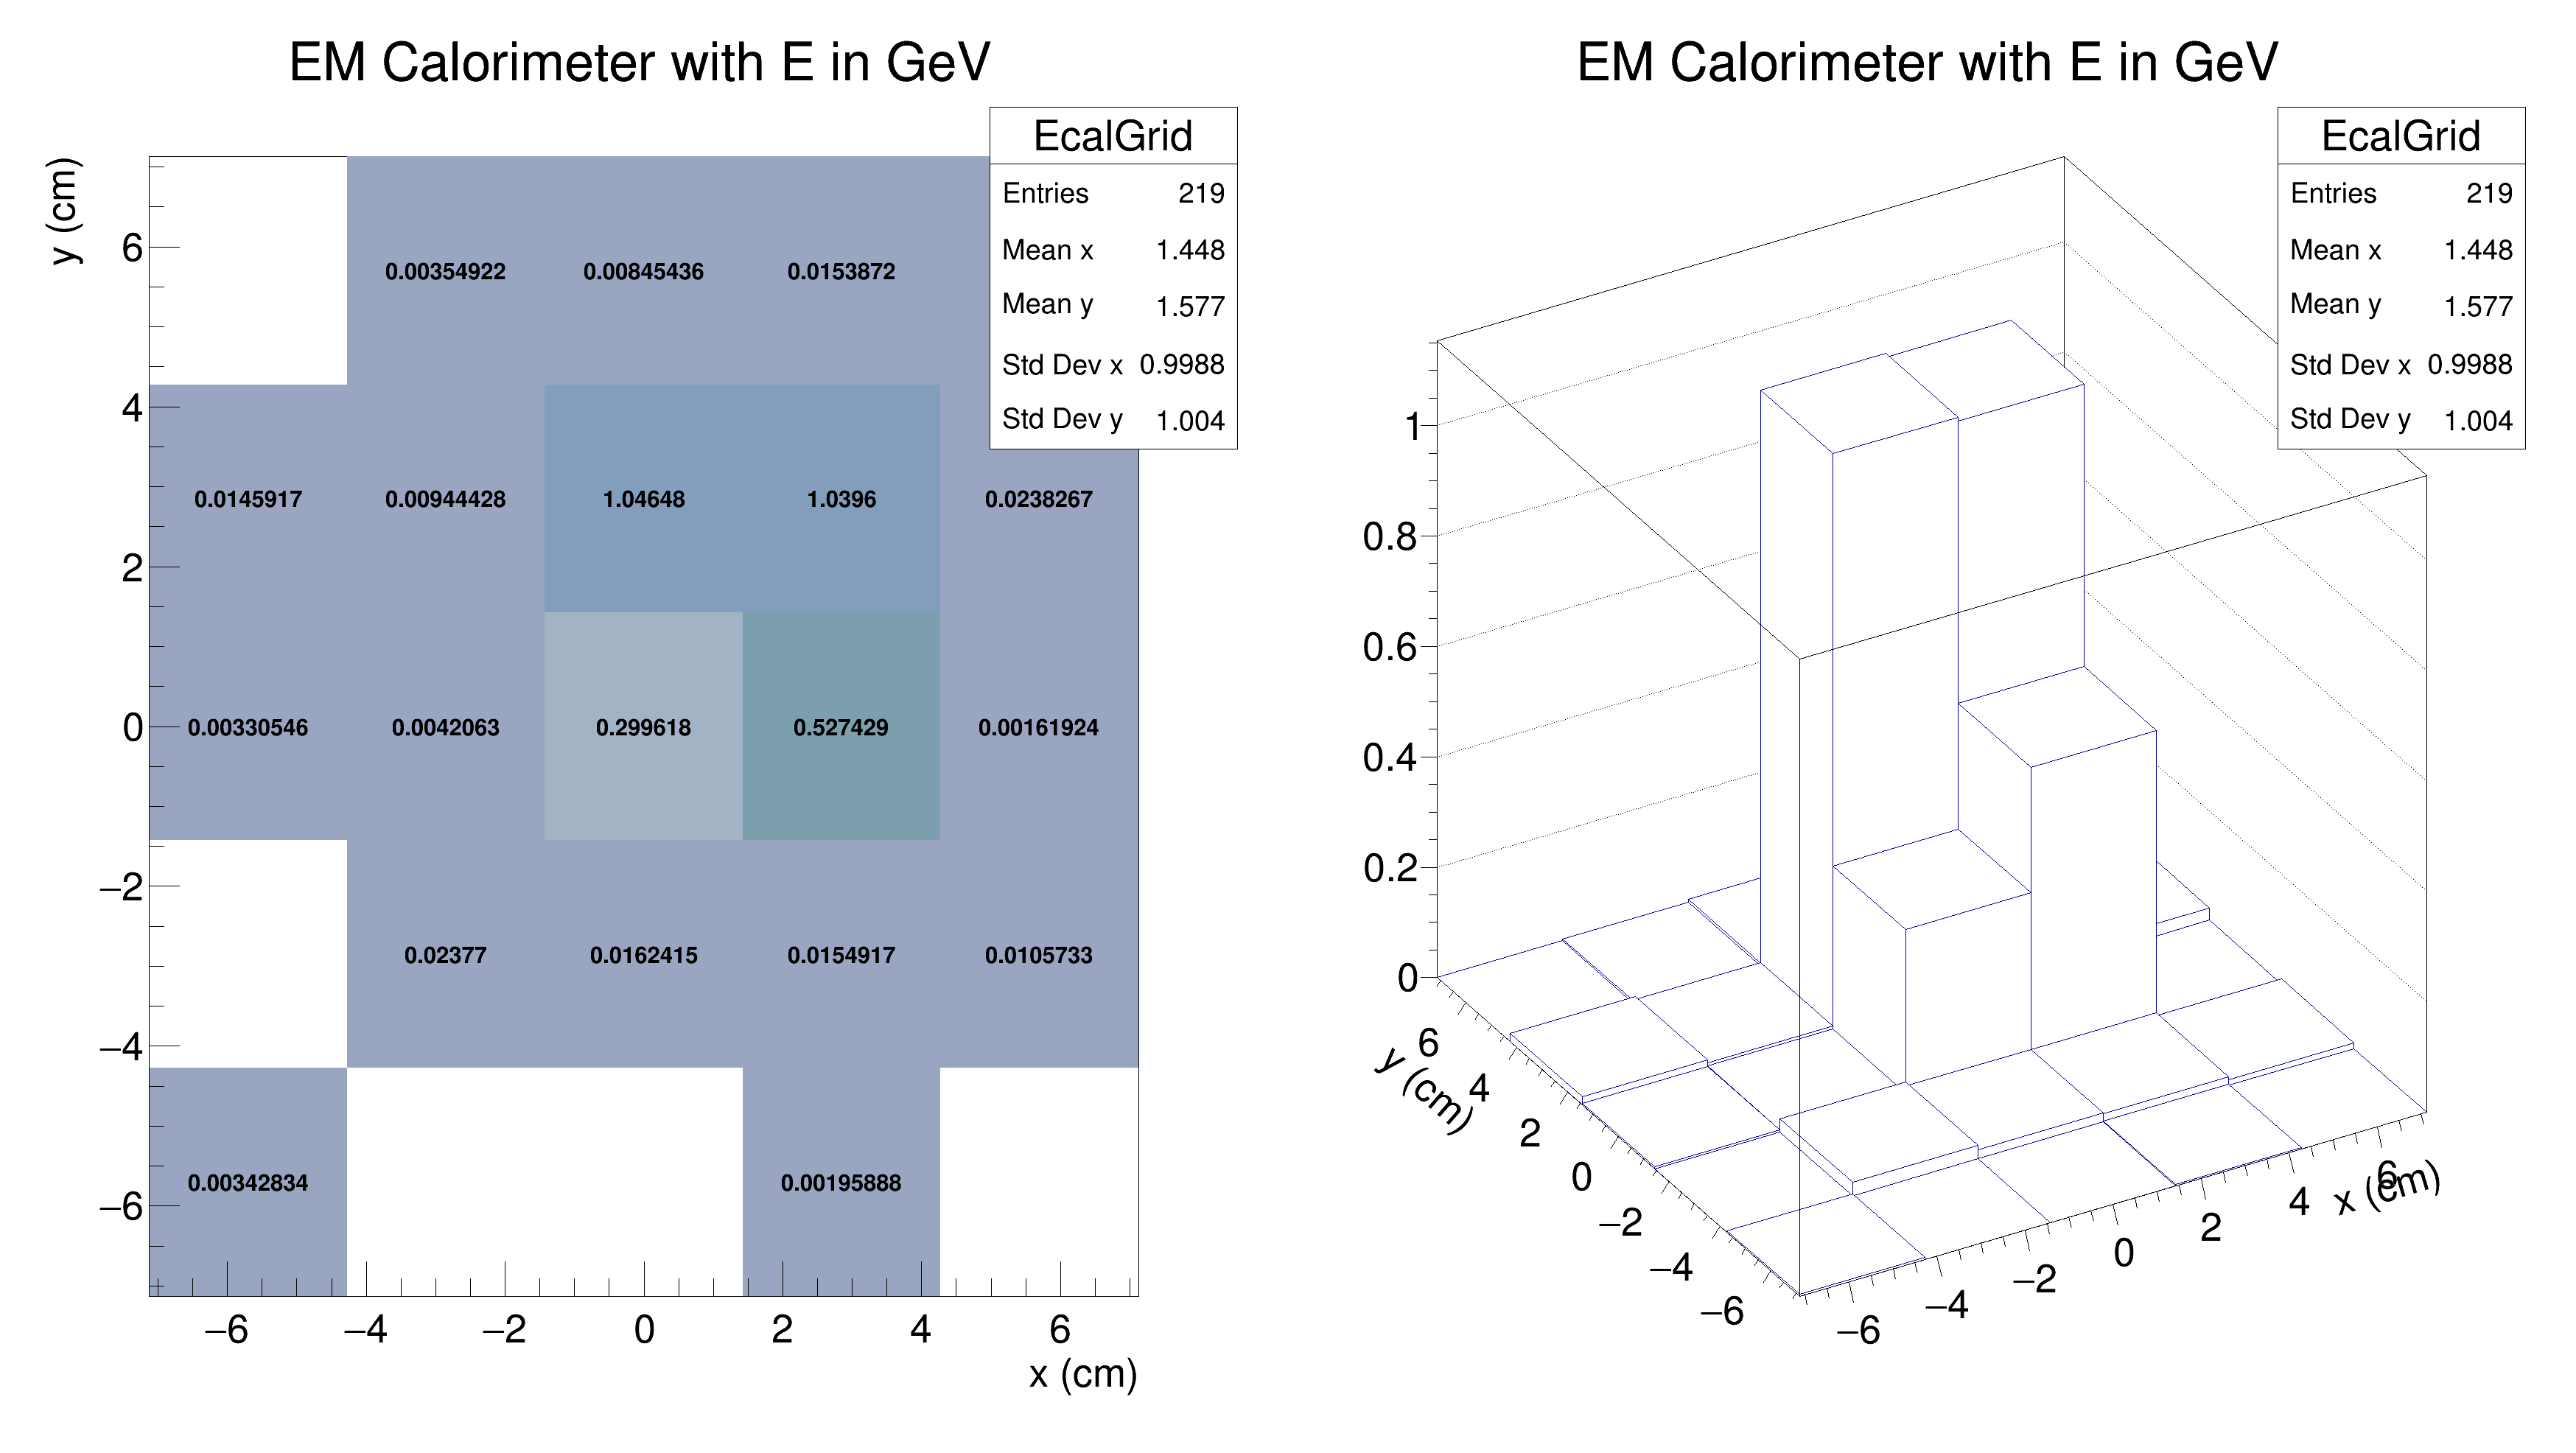 EM Calorimeter with E in GeV
EcalGrid
Entries 219
Mean x 1.448
Mean y 1.577
Std Dev x 0.9988
Std Dev y 1.004
y (cm)
6
4
2
0
−2
−4
−6
0.00354922 0.00845436 0.0153872
0.0145917 0.00944428 1.04648 1.0396 0.0238267
0.00330546 0.0042063 0.299618 0.527429 0.00161924
0.02377 0.0162415 0.0154917 0.0105733
0.00342834 0.00195888
−6 −4 −2 0 2 4 6
x (cm)
EM Calorimeter with E in GeV
EcalGrid
Entries 219
Mean x 1.448
Mean y 1.577
Std Dev x 0.9988
Std Dev y 1.004
1
0.8
0.6
0.4
0.2
0
y (cm)
6
4
2
0
−2
−4
−6
−6 −4 −2 0 2 4 6
x (cm)